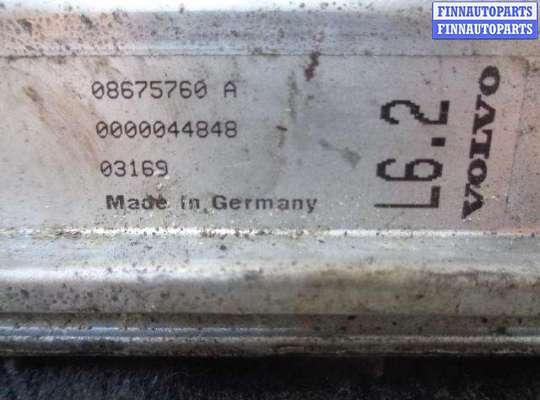 FINNAUTOPARTS
FINNAUTOPARTS
08675760 A
0000044848
03169
Made in Germany
L6.2
VOLVO